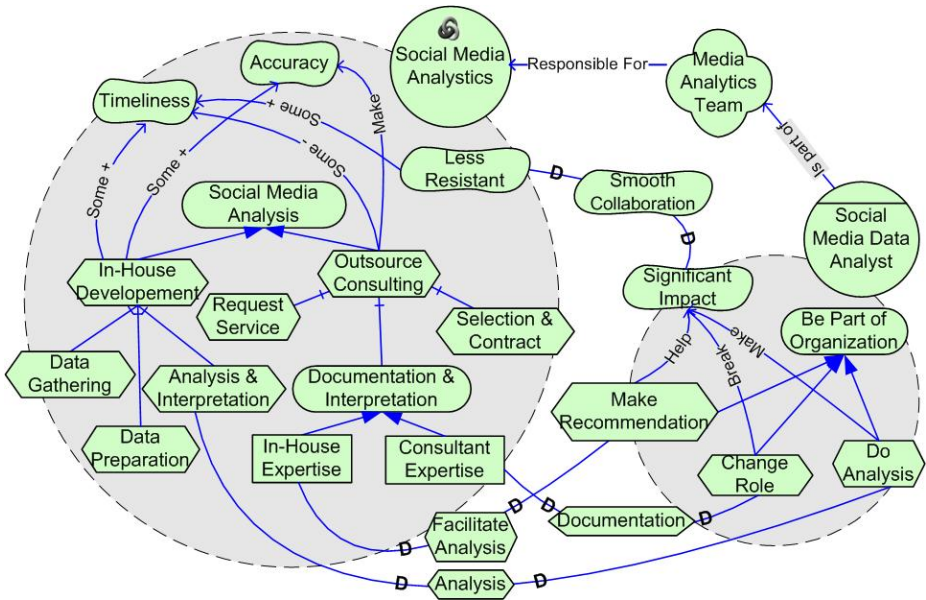 Accuracy
Social Media
Analystics
Responsible For
Media
Analytics
Team
Timeliness
Some +
Make
Is part of
Some +
Some +
Some -
Less
Resistant
D
Smooth
Collaboration
Social Media
Analysis
D
Social
Media Data
Analyst
In-House
Developement
Outsource
Consulting
Significant
Impact
Request
Service
Selection &
Contract
Be Part of
Organization
Help
Break
Make
Data
Gathering
Analysis &
Interpretation
Documentation &
Interpretation
Make
Recommendation
Data
Preparation
In-House
Expertise
Consultant
Expertise
Change
Role
Do
Analysis
D
D
Documentation
D
Facilitate
Analysis
D
D
Analysis
D